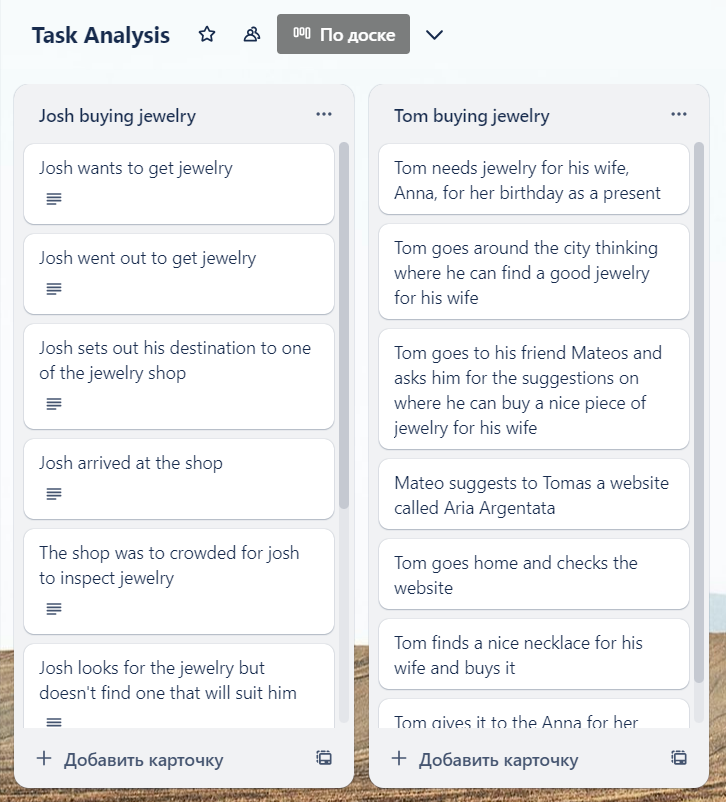 Task Analysis
По доске
Josh buying jewelry
Josh wants to get jewelry
Josh went out to get jewelry
Josh sets out his destination to one
of the jewelry shop
Josh arrived at the shop
The shop was to crowded for josh
to inspect jewelry
Josh looks for the jewelry but
doesn't find one that will suit him
Добавить карточку
Tom buying jewelry
Tom needs jewelry for his wife,
Anna, for her birthday as a present
Tom goes around the city thinking
where he can find a good jewelry
for his wife
Tom goes to his friend Mateos and
asks him for the suggestions on
where he can buy a nice piece of
jewelry for his wife
Mateo suggests to Tomas a website
called Aria Argentata
Tom goes home and checks the
website
Tom finds a nice necklace for his
wife and buys it
Tom gives it to the Anna for her
Добавить карточку